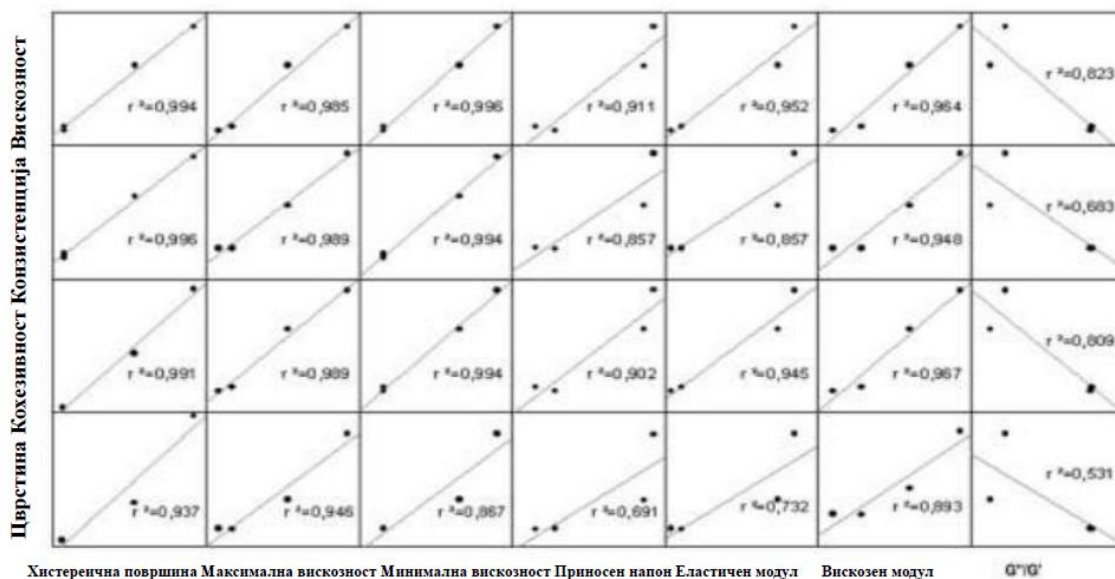 r²=0,994 r²=0,985 r²=0,996 r²=0,911 r²=0,952 r²=0,964 r²=0,823
r²=0,996 r²=0,989 r²=0,994 r²=0,857 r²=0,857 r²=0,948 r²=0,683
r²=0,991 r²=0,989 r²=0,994 r²=0,902 r²=0,945 r²=0,967 r²=0,809
r²=0,937 r²=0,946 r²=0,867 r²=0,691 r²=0,732 r²=0,893 r²=0,531
Цврстина Кохезивност Конзистенција Вискозност
Хистереична површина Максимална вискозност Минимална вискозност Приносен напон Еластичен модул Вискозен модул G''/G'